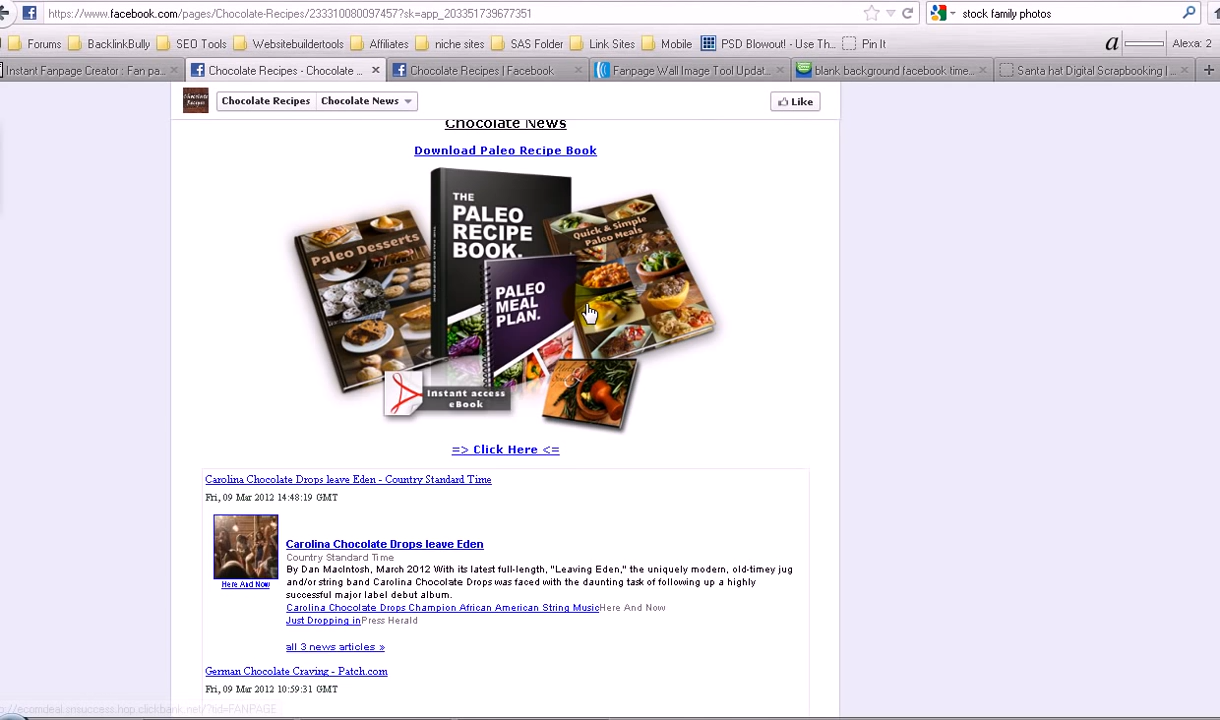 https://www.facebook.com/pages/Chocolate-Recipes/233310080097457?sk=app_203351739677351
stock family photos
Forums BacklinkBully SEO Tools Websitebuildertools Affiliates niche sites SAS Folder Link Sites Mobile PSD Blowout! - Use Th... Pin It a Alexa: 2
Instant Fanpage Creator : Fan pa... Chocolate Recipes - Chocolate ... Chocolate Recipes | Facebook Fanpage Wall Image Tool Updat... blank background facebook time... Santa hat Digital Scrapbooking | ...
Chocolate Recipes Chocolate News Like
Chocolate News
Download Paleo Recipe Book
THE
PALEO
RECIPE
BOOK.
Paleo Desserts
Quick & Simple
Paleo Meals
PALEO
MEAL
PLAN.
Instant access
eBook
=> Click Here <=
Carolina Chocolate Drops leave Eden - Country Standard Time
Fri, 09 Mar 2012 14:48:19 GMT
Carolina Chocolate Drops leave Eden
Country Standard Time
By Dan MacIntosh, March 2012 With its latest full-length, "Leaving Eden," the uniquely modern, old-timey jug
and/or string band Carolina Chocolate Drops was faced with the daunting task of following up a highly
successful major label debut album.
Here And Now
Carolina Chocolate Drops Champion African American String MusicHere And Now
Just Dropping inPress Herald
all 3 news articles »
German Chocolate Craving - Patch.com
Fri, 09 Mar 2012 10:59:31 GMT
p://ecomdeal.snsuccess.hop.clickbank.net/?tid=FANPAGE